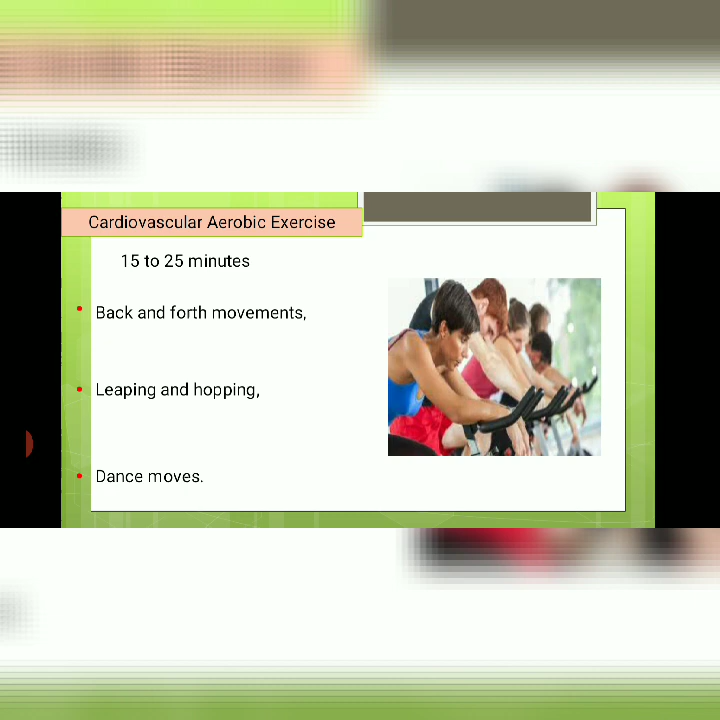 Cardiovascular Aerobic Exercise
15 to 25 minutes
Back and forth movements,
Leaping and hopping,
Dance moves.